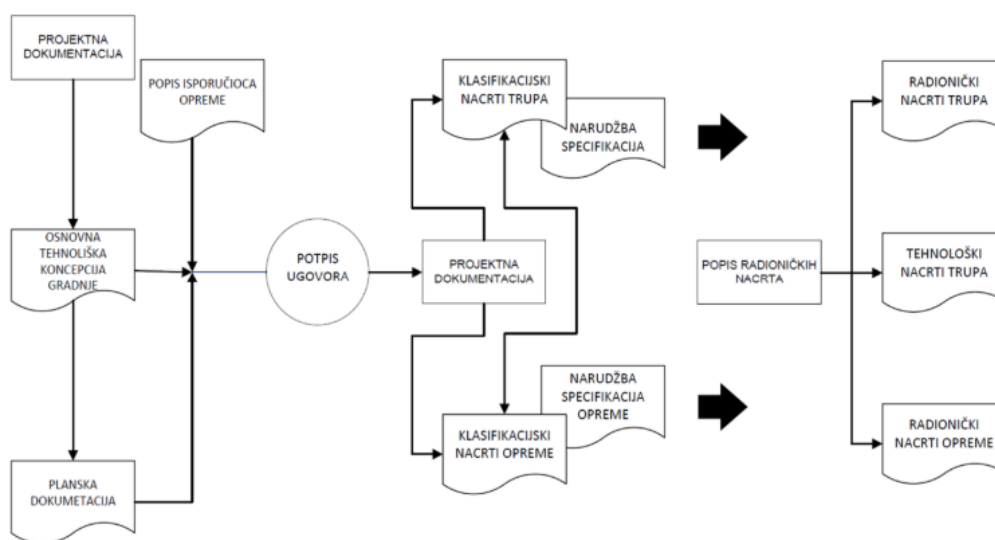 PROJEKTNA
DOKUMENTACIJA
POPIS ISPORUČIOCA
OPREME
OSNOVNA
TEHNOLIŠKA
KONCEPCIJA
GRADNJE
PLANSKA
DOKUMETACIJA
POTPIS
UGOVORA
KLASIFIKACIJSKI
NACRTI TRUPA
NARUDŽBA
SPECIFIKACIJA
PROJEKTNA
DOKUMENTACIJA
NARUDŽBA
SPECIFIKACIJA
OPREME
KLASIFIKACIJSKI
NACRTI OPREME
POPIS RADIONIČKIH
NACRTA
RADIONIČKI
NACRTI TRUPA
TEHNOLOŠKI
NACRTI TRUPA
RADIONIČKI
NACRTI OPREME